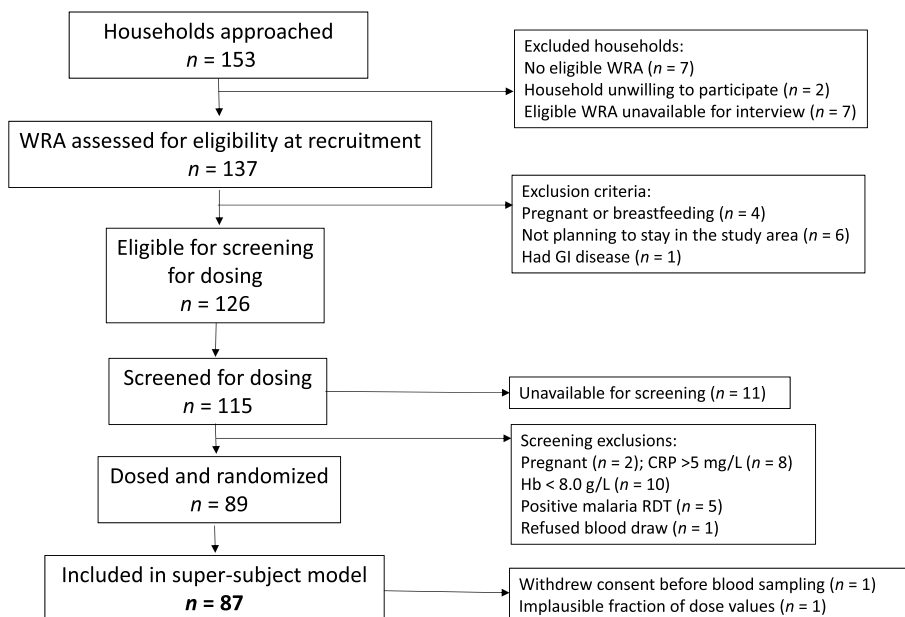 Households approached
n = 153
Excluded households:
No eligible WRA (n = 7)
Household unwilling to participate (n = 2)
Eligible WRA unavailable for interview (n = 7)
WRA assessed for eligibility at recruitment
n = 137
Exclusion criteria:
Pregnant or breastfeeding (n = 4)
Not planning to stay in the study area (n = 6)
Had GI disease (n = 1)
Eligible for screening
for dosing
n = 126
Screened for dosing
n = 115
Unavailable for screening (n = 11)
Screening exclusions:
Pregnant (n = 2); CRP >5 mg/L (n = 8)
Hb < 8.0 g/L (n = 10)
Positive malaria RDT (n = 5)
Refused blood draw (n = 1)
Dosed and randomized
n = 89
Included in super-subject model
n = 87
Withdrew consent before blood sampling (n = 1)
Implausible fraction of dose values (n = 1)